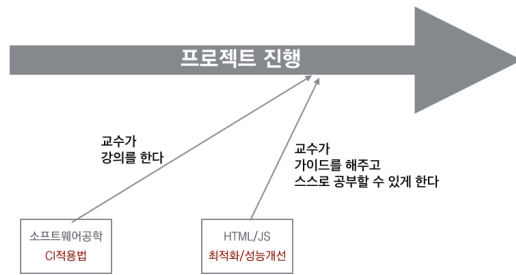 프로젝트 진행
교수가
강의를 한다
교수가
가이드를 해주고
스스로 공부할 수 있게 한다
소프트웨어공학
CI적용법
HTML/JS
최적화/성능개선